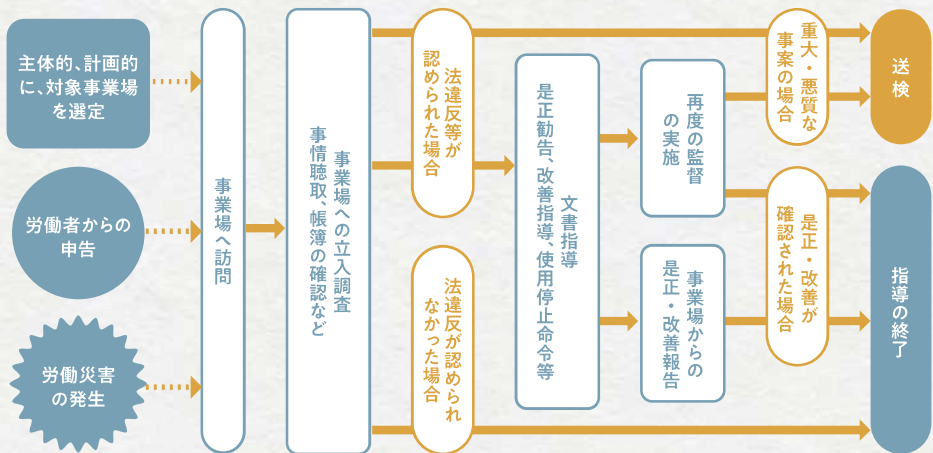 主体的、計画的
に、対象事業場
を選定
労働者からの
申告
労働災害
の発生
事業場へ訪問
事業場への立入調査
事情聴取、帳簿の確認など
法違反等が
認められた場合
法違反が認められ
なかった場合
文書指導
是正勧告、改善指導、使用停止命令等
再度の監督
の実施
事業場からの
是正・改善報告
重大・悪質な
事案の場合
是正・改善が
確認された場合
送検
指導の終了